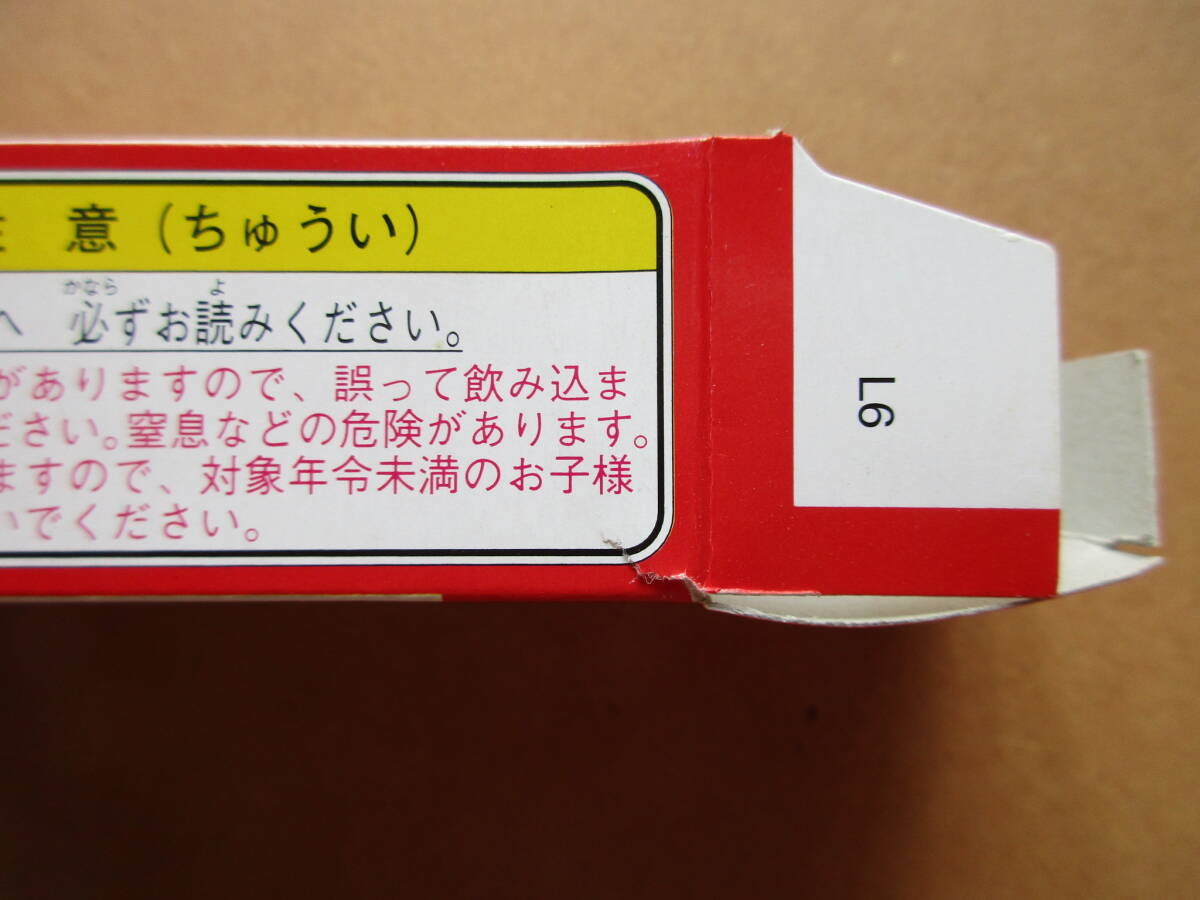 意(ちゅうい)
かなら よ
へ 必ずお読みください。
がありますので、誤って飲み込ま
ださい。窒息などの危険があります。
ますので、対象年令未満のお子様
いでください。
L6